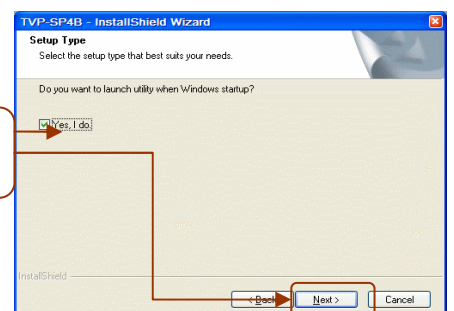 TVP-SP4B - InstallShield Wizard
Setup Type
Select the setup type that best suits your needs.
Do you want to launch utility when Windows startup?
Yes, I do.
InstallShield
< Back
Next >
Cancel